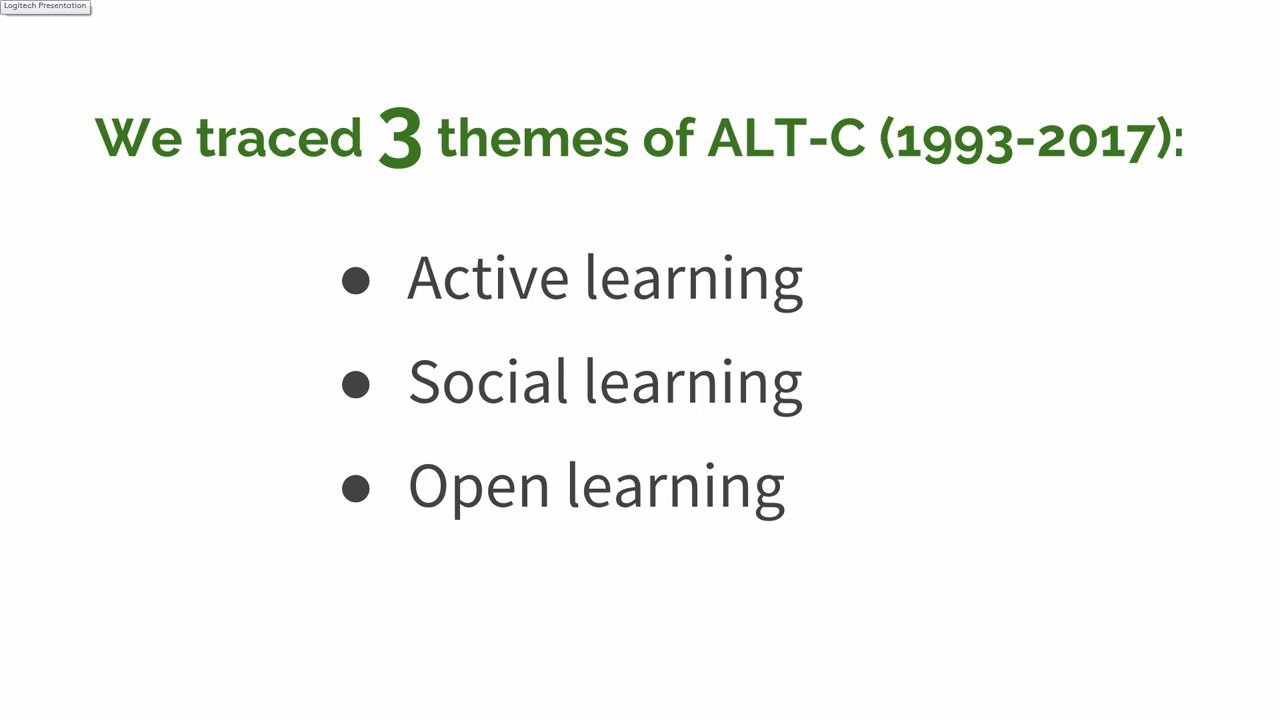 Logitech Presentation
We traced 3 themes of ALT-C (1993-2017):
● Active learning
● Social learning
● Open learning